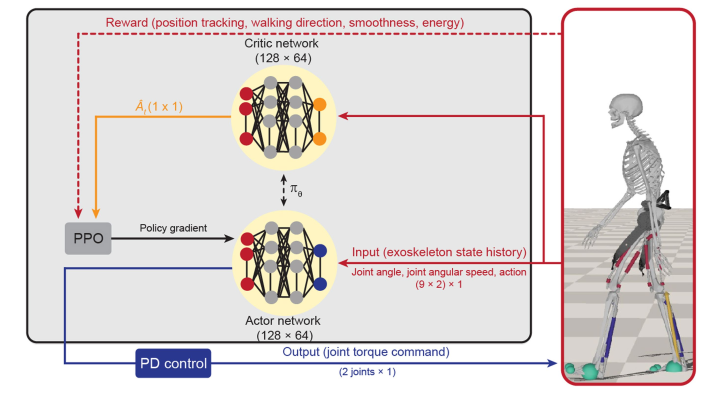 Reward (position tracking, walking direction, smoothness, energy)
Critic network
(128 × 64)
Âₜ (1 x 1)
πθ
PPO
Policy gradient
Input (exoskeleton state history)
Joint angle, joint angular speed, action
(9 × 2) × 1
Actor network
(128 × 64)
PD control
Output (joint torque command)
(2 joints × 1)